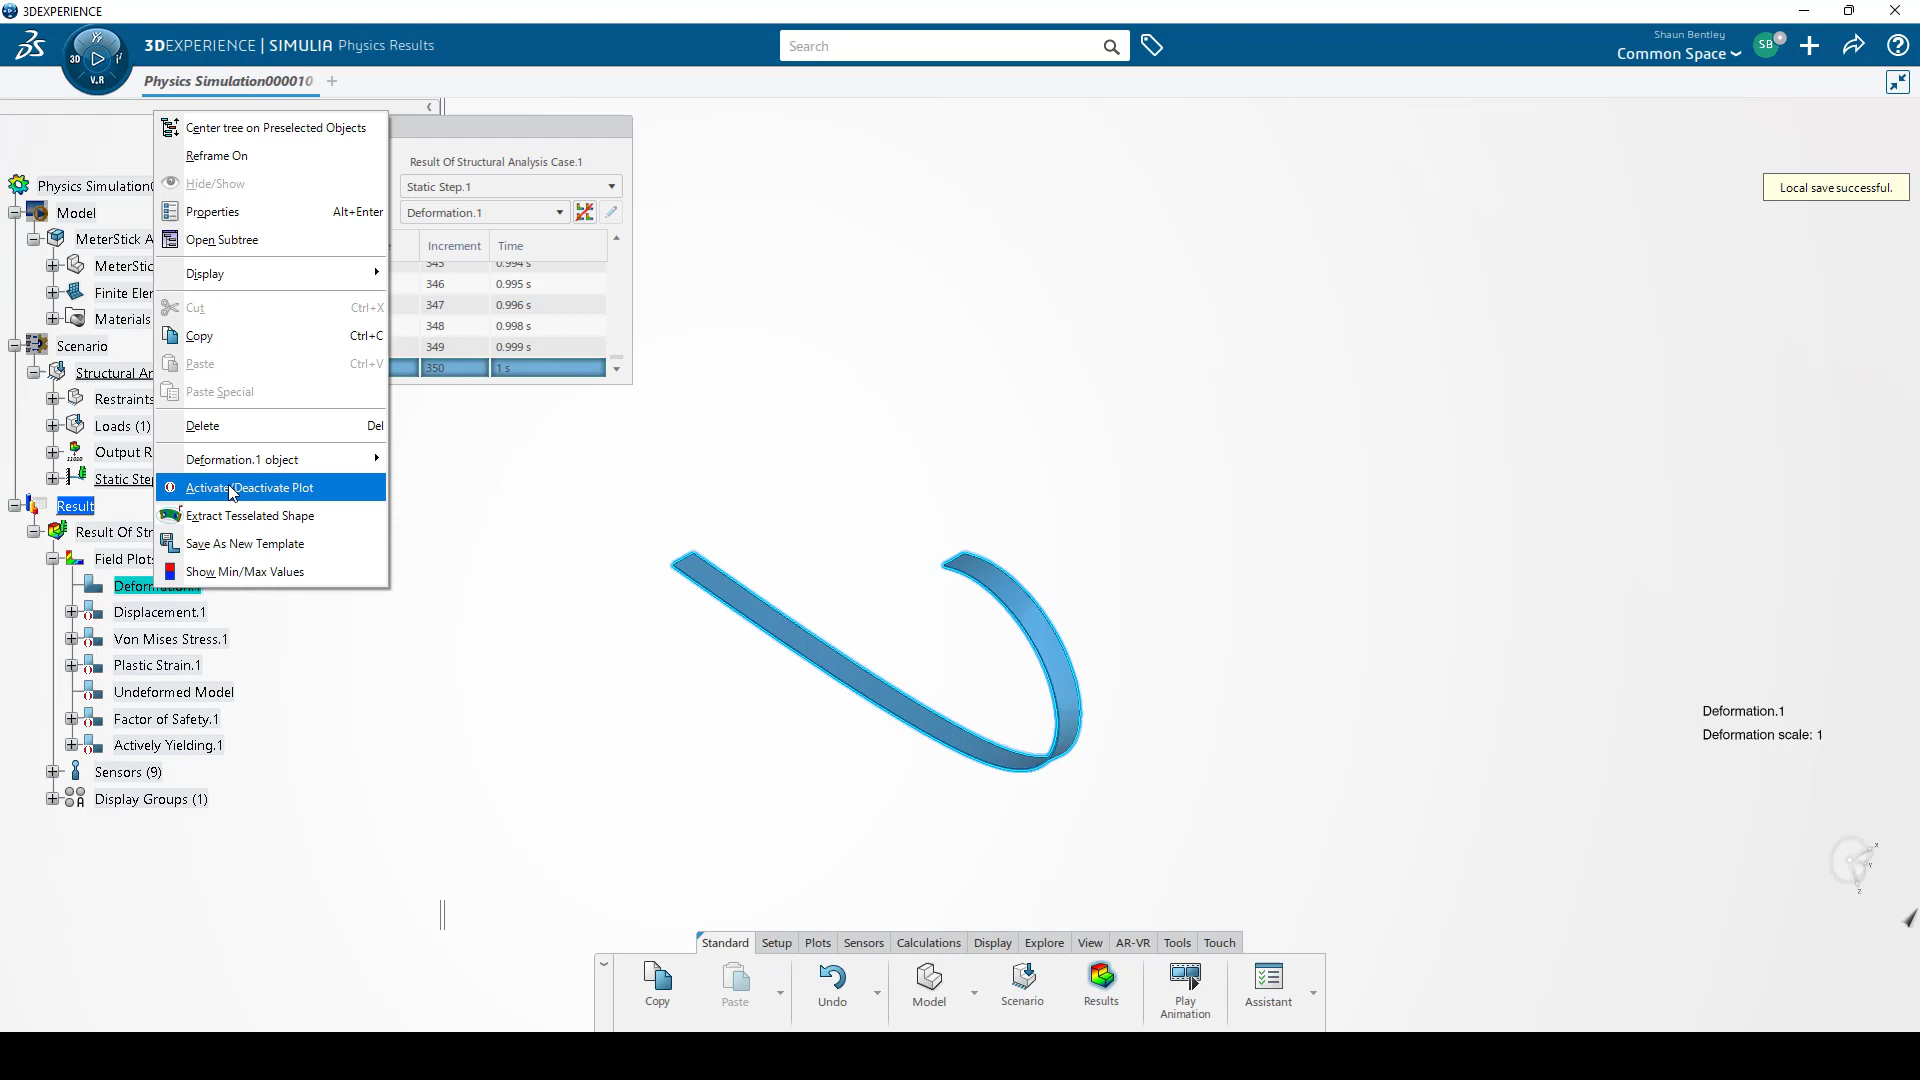 3DEXPERIENCE
3DEXPERIENCE | SIMULIA Physics Results
Search
Shaun Bentley
Common Space
SB
3D
V.R
Physics Simulation000010
Center tree on Preselected Objects
Reframe On
Hide/Show
Properties Alt+Enter
Open Subtree
Display
Cut Ctrl+X
Copy Ctrl+C
Paste Ctrl+V
Paste Special
Delete Del
Deformation.1 object
Activate/Deactivate Plot
Extract Tesselated Shape
Save As New Template
Show Min/Max Values
Result Of Structural Analysis Case.1
Static Step.1
Deformation.1
Increment Time
345 0.994 s
346 0.995 s
347 0.996 s
348 0.998 s
349 0.999 s
350 1 s
Local save successful.
Physics Simulation
Model
MeterStick A
MeterStic
Finite Eler
Materials
Scenario
Structural An
Restraints
Loads (1)
Output R
Static Step
Result
Result Of Str
Field Plots
Deformation.1
Displacement.1
Von Mises Stress.1
Plastic Strain.1
Undeformed Model
Factor of Safety.1
Actively Yielding.1
Sensors (9)
Display Groups (1)
Deformation.1
Deformation scale: 1
X
Y
Z
Standard Setup Plots Sensors Calculations Display Explore View AR-VR Tools Touch
Copy
Paste
Undo
Model
Scenario
Results
Play
Animation
Assistant